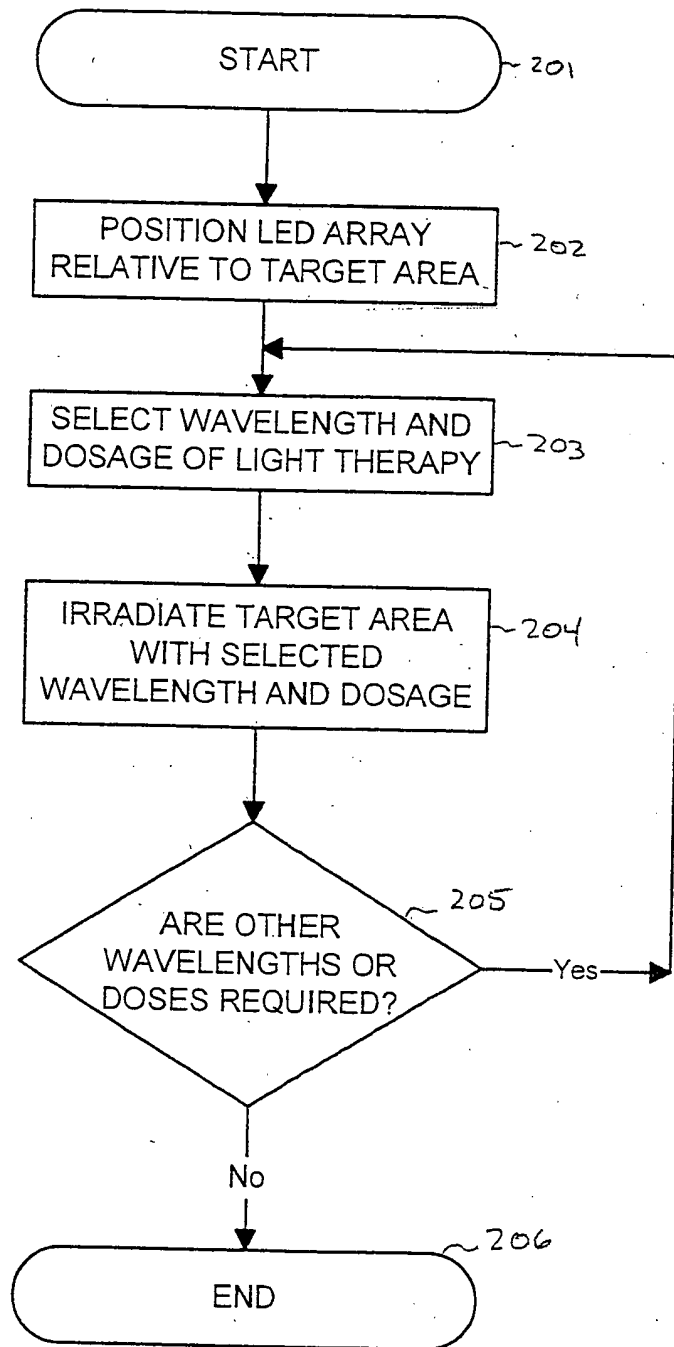 START
201
POSITION LED ARRAY
RELATIVE TO TARGET AREA
202
SELECT WAVELENGTH AND
DOSAGE OF LIGHT THERAPY
203
IRRADIATE TARGET AREA
WITH SELECTED
WAVELENGTH AND DOSAGE
204
ARE OTHER
WAVELENGTHS OR
DOSES REQUIRED?
205
Yes
No
END
206